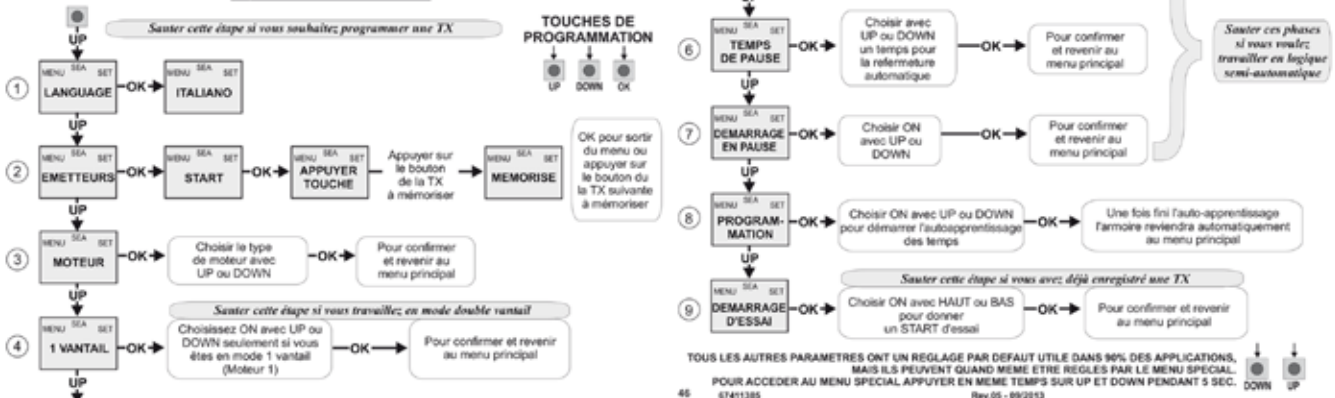 UP
Sauter cette étape si vous souhaitez programmer une TX
TOUCHES DE
PROGRAMMATION
UP DOWN OK
1
MENU SEA SET
LANGUAGE
OK
ITALIANO
MENU SEA SET
UP
2
MENU SEA SET
EMETTEURS
OK
MENU SEA SET
START
OK
MENU SEA SET
APPUYER
TOUCHE
Appuyer sur
le bouton
de la TX
à mémoriser
MENU SEA SET
MEMORISE
OK pour sortir
du menu ou
appuyer sur
le bouton du
la TX suivante
à mémoriser
UP
3
MENU SEA SET
MOTEUR
OK
Choisir le type
de moteur avec
UP ou DOWN
OK
Pour confirmer
et revenir au
menu principal
UP
Sauter cette étape si vous travaillez en mode double vantail
4
MENU SEA SET
1 VANTAIL
OK
Choisissez ON avec UP ou
DOWN seulement si vous
êtes en mode 1 vantail
(Moteur 1)
OK
Pour confirmer et revenir
au menu principal
UP
UP
6
MENU SEA SET
TEMPS
DE PAUSE
OK
Choisir avec
UP ou DOWN
un temps pour
la refermeture
automatique
OK
Pour confirmer
et revenir au
menu principal
Sauter ces phases
si vous voulez
travailler en logique
semi-automatique
UP
7
MENU SEA SET
DEMARRAGE
EN PAUSE
OK
Choisir ON
avec UP ou
DOWN
OK
Pour confirmer
et revenir au
menu principal
UP
8
MENU SEA SET
PROGRAM-
MATION
OK
Choisir ON avec UP ou DOWN
pour démarrer l'autoapprentissage
des temps
OK
Une fois fini l'auto-apprentissage
l'armoire reviendra automatiquement
au menu principal
UP
Sauter cette étape si vous avez déjà enregistré une TX
9
MENU SEA SET
DEMARRAGE
D'ESSAI
OK
Choisir ON avec HAUT ou BAS
pour donner
un START d'essai
OK
Pour confirmer et revenir
au menu principal
TOUS LES AUTRES PARAMETRES ONT UN REGLAGE PAR DEFAUT UTILE DANS 90% DES APPLICATIONS,
MAIS ILS PEUVENT QUAND MEME ETRE REGLES PAR LE MENU SPECIAL.
POUR ACCEDER AU MENU SPECIAL APPUYER EN MEME TEMPS SUR UP ET DOWN PENDANT 5 SEC.
DOWN UP
46 67411385 Rev.05 - 09/2013